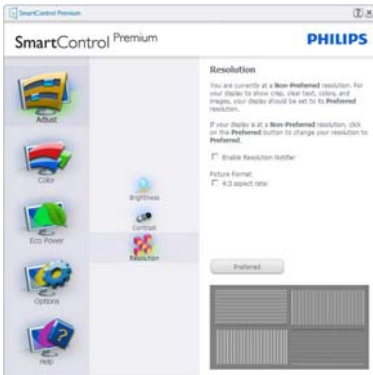 SmartControl Premium
SmartControl Premium
PHILIPS
Resolution
You are currently at a Non-Preferred resolution. For
your display to show crisp, clear text, colors, and
images, your display should be set to its Preferred
resolution.
If your display is at a Non-Preferred resolution, click
on the Preferred button to change your resolution to
Preferred.
Enable Resolution Notifier
Picture Format
4:3 aspect ratio
Preferred
Adjust
Color
Eco Power
Options
Help
Brightness
Contrast
Resolution